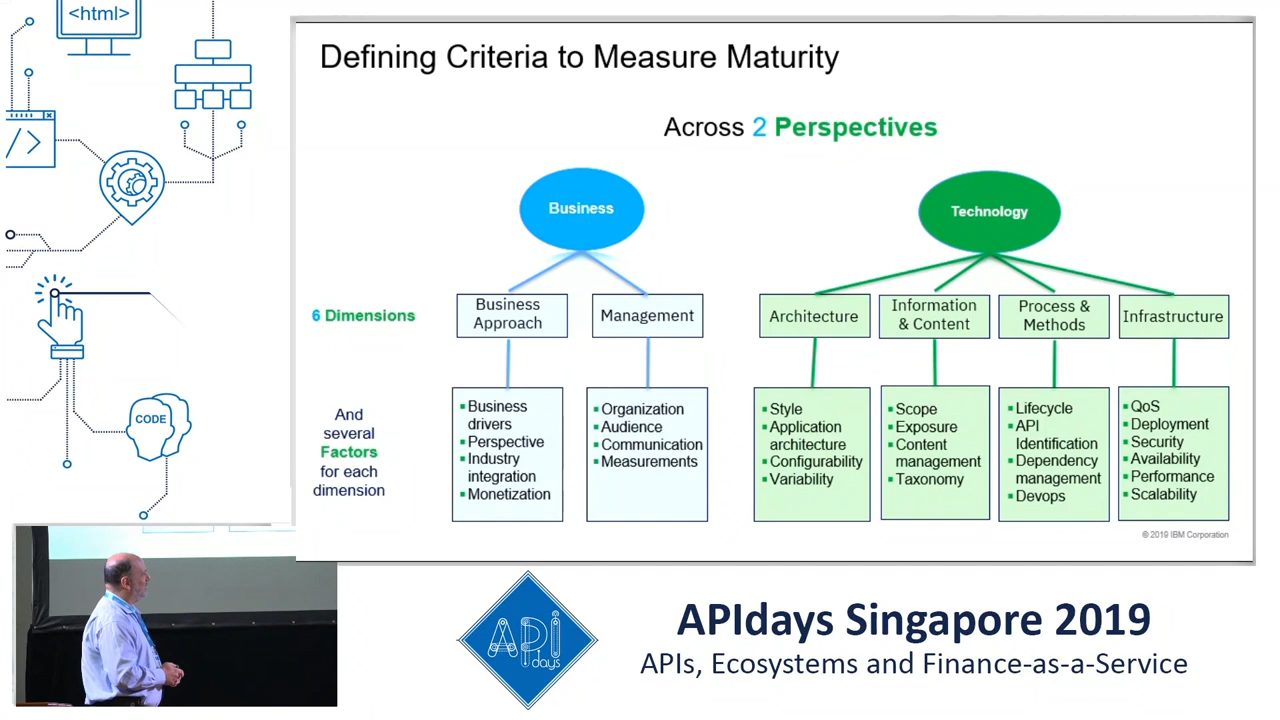 <html>
</>
CODE
Defining Criteria to Measure Maturity
Across 2 Perspectives
Business
Technology
6 Dimensions
Business
Approach
Management
Architecture
Information
& Content
Process &
Methods
Infrastructure
And
several
Factors
for each
dimension
▪ Business
drivers
▪ Perspective
▪ Industry
integration
▪ Monetization
▪ Organization
▪ Audience
▪ Communication
▪ Measurements
▪ Style
▪ Application
architecture
▪ Configurability
▪ Variability
▪ Scope
▪ Exposure
▪ Content
management
▪ Taxonomy
▪ Lifecycle
▪ API
Identification
▪ Dependency
management
▪ Devops
▪ QoS
▪ Deployment
▪ Security
▪ Availability
▪ Performance
▪ Scalability
© 2019 IBM Corporation
API
days
APIdays Singapore 2019
APIs, Ecosystems and Finance-as-a-Service